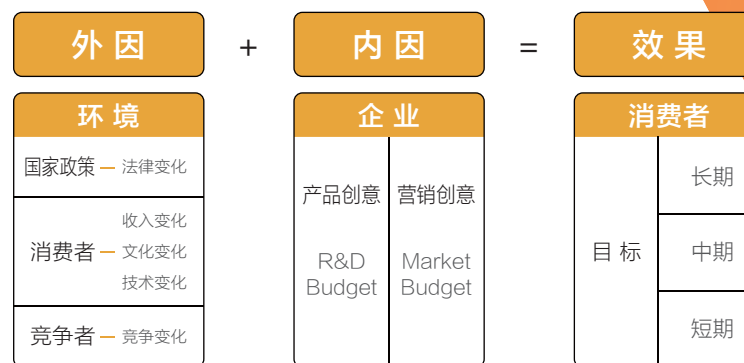 外因 + 内因 = 效果
环境
国家政策 — 法律变化
收入变化
消费者 — 文化变化
技术变化
竞争者 — 竞争变化
企业
产品创意 营销创意
R&D Market
Budget Budget
消费者
目标
长期
中期
短期